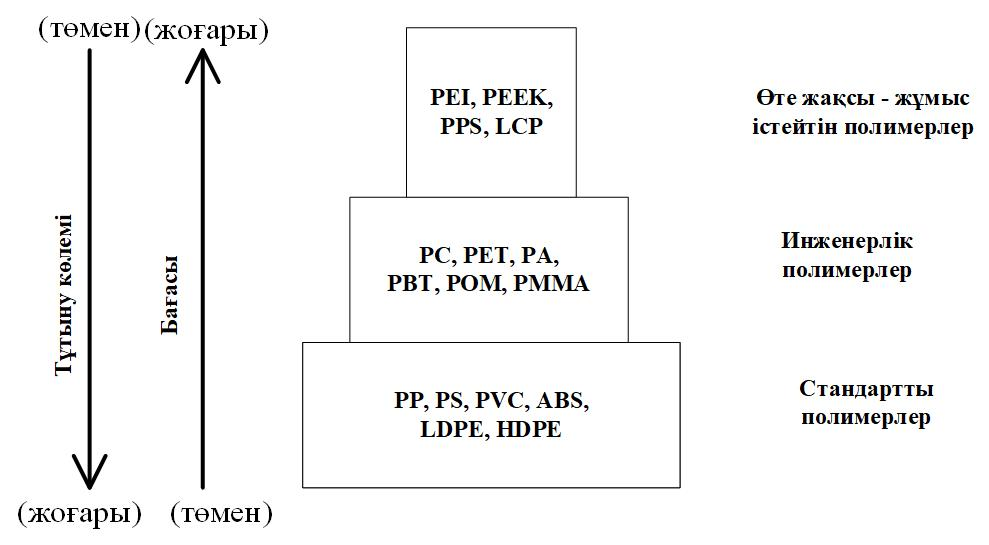 (төмен) (жоғары)
PEI, PEEK,
PPS, LCP
Өте жақсы - жұмыс
істейтін полимерлер
Тұтыну көлемі
Бағасы
PC, PET, PA,
PBT, POM, PMMA
Инженерлік
полимерлер
PP, PS, PVC, ABS,
LDPE, HDPE
Стандартты
полимерлер
(жоғары) (төмен)